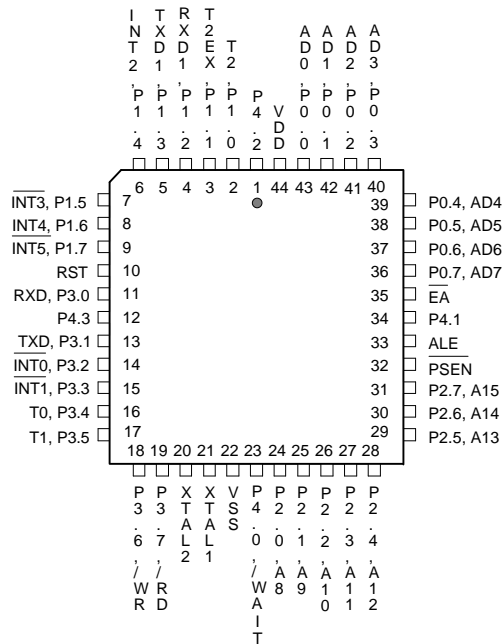 INT2, P1.4
TXD1, P1.3
RXD1, P1.2
T2EX, P1.1
T2, P1.0
P4.2
VDD
AD0, P0.0
AD1, P0.1
AD2, P0.2
AD3, P0.3
6 5 4 3 2 1 44 43 42 41 40
INT3, P1.5 7
INT4, P1.6 8
INT5, P1.7 9
RST 10
RXD, P3.0 11
P4.3 12
TXD, P3.1 13
INT0, P3.2 14
INT1, P3.3 15
T0, P3.4 16
T1, P3.5 17
39 P0.4, AD4
38 P0.5, AD5
37 P0.6, AD6
36 P0.7, AD7
35 EA
34 P4.1
33 ALE
32 PSEN
31 P2.7, A15
30 P2.6, A14
29 P2.5, A13
18 19 20 21 22 23 24 25 26 27 28
P3.6, /WR
P3.7, /RD
XTAL2
XTAL1
VSS
P4.0, /WAIT
P2.0, A8
P2.1, A9
P2.2, A10
P2.3, A11
P2.4, A12